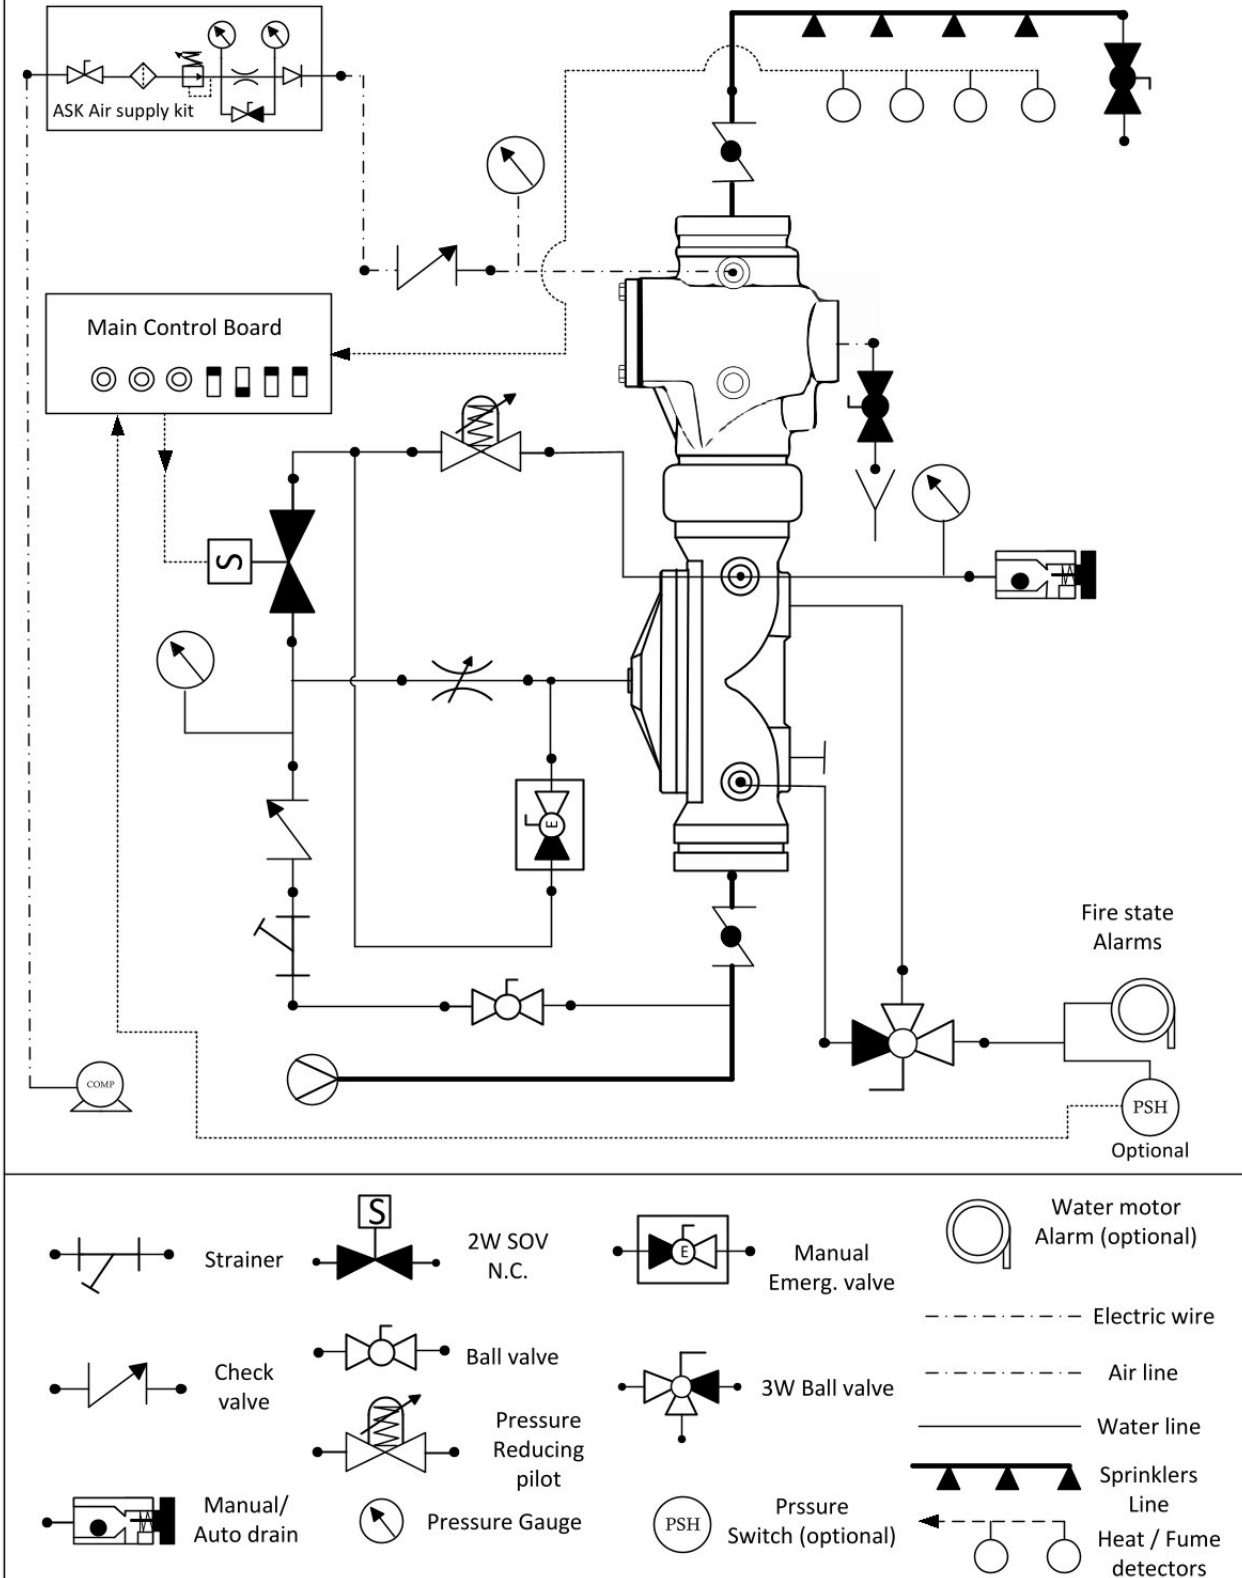 ASK Air supply kit
Main Control Board
S
E
Fire state
Alarms
COMP
PSH
Optional
Strainer
S
2W SOV
N.C.
E
Manual
Emerg. valve
Water motor
Alarm (optional)
Electric wire
Check
valve
Ball valve
3W Ball valve
Air line
Water line
Pressure
Reducing
pilot
Sprinklers
Line
Manual/
Auto drain
Pressure Gauge
PSH
Prssure
Switch (optional)
Heat / Fume
detectors